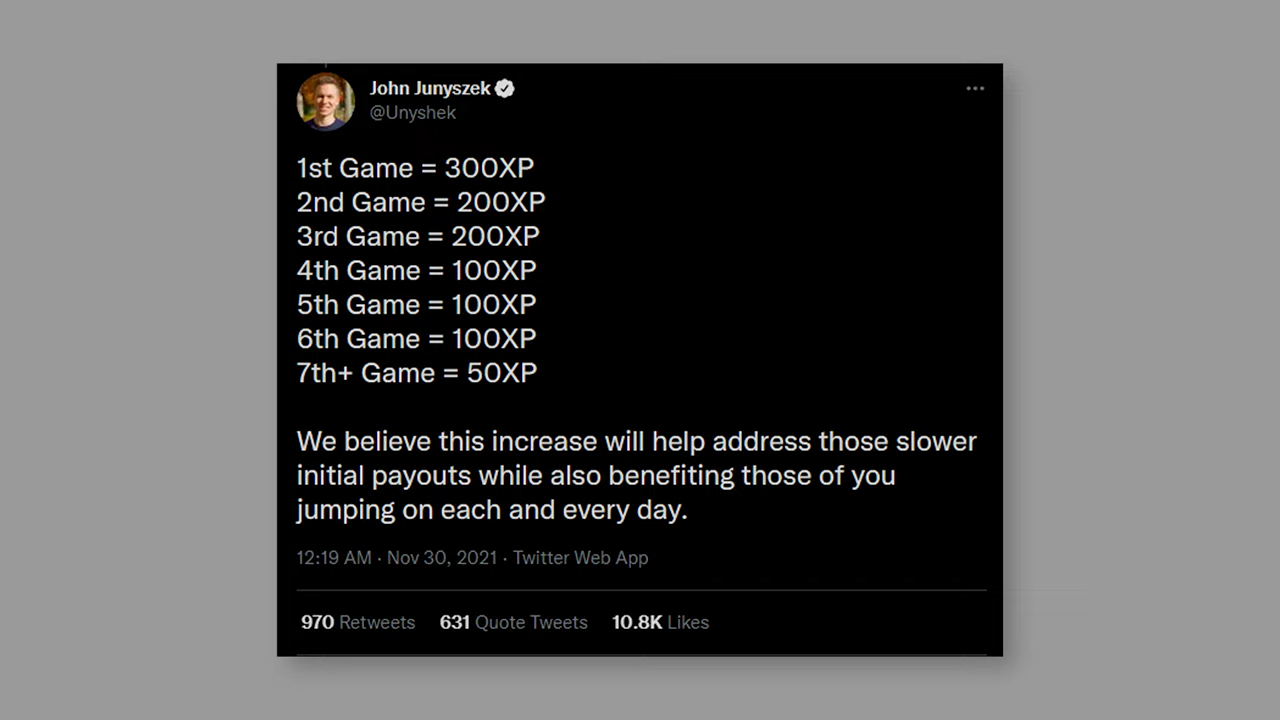 John Junyszek
@Unyshek
1st Game = 300XP
2nd Game = 200XP
3rd Game = 200XP
4th Game = 100XP
5th Game = 100XP
6th Game = 100XP
7th+ Game = 50XP
We believe this increase will help address those slower
initial payouts while also benefiting those of you
jumping on each and every day.
12:19 AM · Nov 30, 2021 · Twitter Web App
970 Retweets 631 Quote Tweets 10.8K Likes